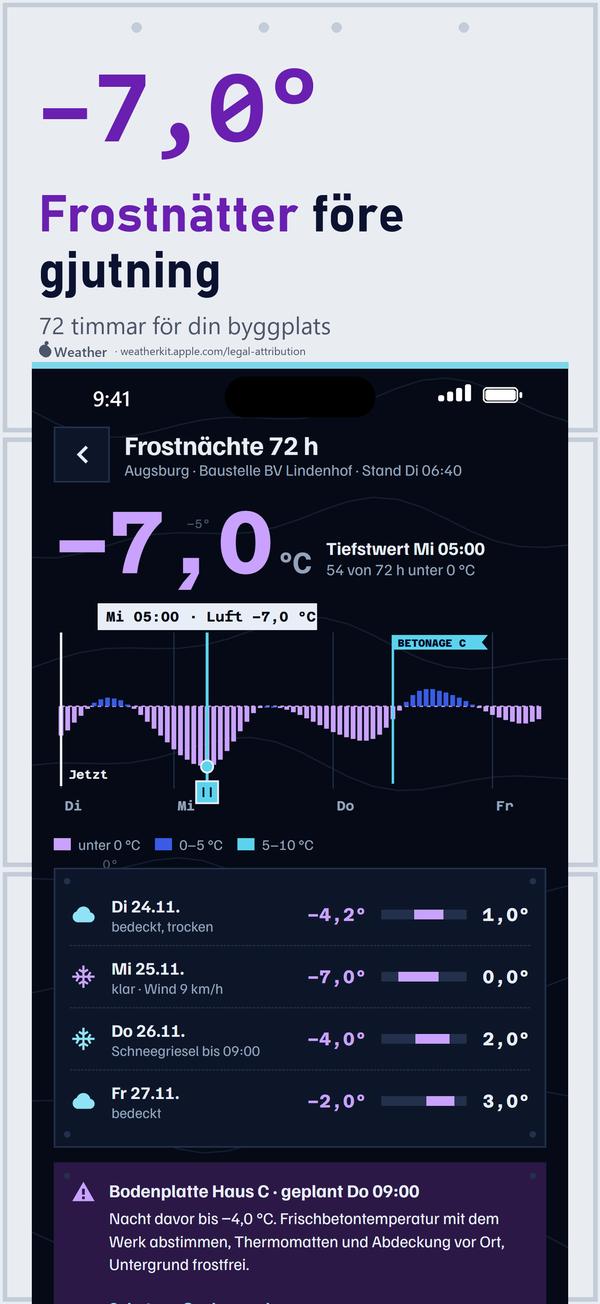 −7,0°
Frostnätter före
gjutning
72 timmar för din byggplats
Weather · weatherkit.apple.com/legal-attribution
9:41
Frostnächte 72 h
Augsburg · Baustelle BV Lindenhof · Stand Di 06:40
−5°
−7,0 °C
Tiefstwert Mi 05:00
54 von 72 h unter 0 °C
Mi 05:00 · Luft −7,0 °C
BETONAGE C
Jetzt
Di Mi Do Fr
unter 0 °C 0–5 °C 5–10 °C
0°
Di 24.11.
bedeckt, trocken
−4,2° 1,0°
Mi 25.11.
klar · Wind 9 km/h
−7,0° 0,0°
Do 26.11.
Schneegriesel bis 09:00
−4,0° 2,0°
Fr 27.11.
bedeckt
−2,0° 3,0°
Bodenplatte Haus C · geplant Do 09:00
Nacht davor bis −4,0 °C. Frischbetontemperatur mit dem
Werk abstimmen, Thermomatten und Abdeckung vor Ort,
Untergrund frostfrei.